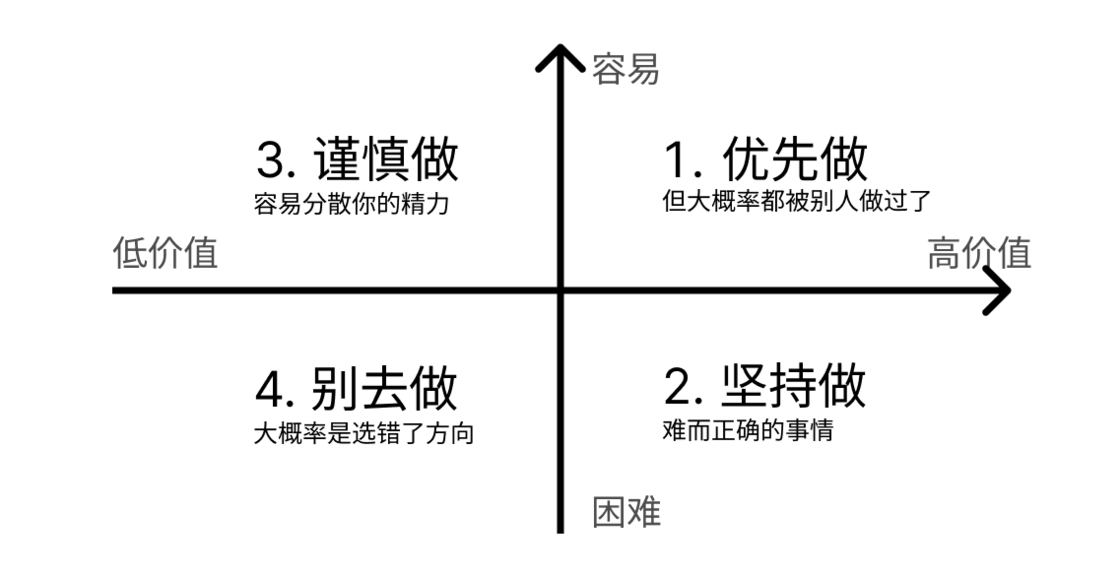 容易
3. 谨慎做
容易分散你的精力
1. 优先做
但大概率都被别人做过了
低价值
高价值
4. 别去做
大概率是选错了方向
2. 坚持做
难而正确的事情
困难